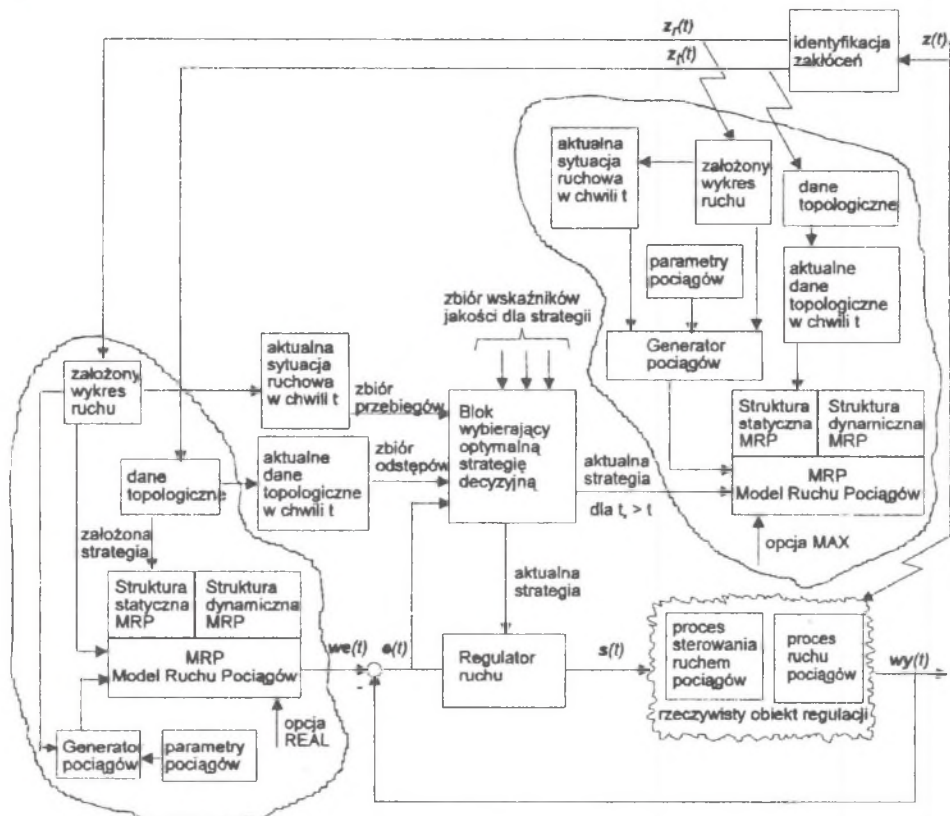 z_r(t)
z_t(t)
identyfikacja
zakłóceń
z(t)
aktualna
sytuacja
ruchowa
w chwili t
założony
wykres
ruchu
dane
topologiczne
parametry
pociągów
aktualne
dane
topologiczne
w chwili t
Generator
pociągów
Struktura
statyczna
MRP
Struktura
dynamiczna
MRP
MRP
Model Ruchu Pociągów
opcja MAX
zbiór wskaźników
jakości dla strategii
założony
wykres
ruchu
aktualna
sytuacja
ruchowa
w chwili t
zbiór
przebiegów
Blok
wybierający
optymalną
strategię
decyzyjną
aktualna
strategia
dane
topologiczne
aktualne
dane
topologiczne
w chwili t
zbiór
odstępów
założona
strategia
aktualna
strategia
Struktura
statyczna
MRP
Struktura
dynamiczna
MRP
MRP
Model Ruchu Pociągów
we(t)
e(t)
-
Regulator
ruchu
s(t)
proces
sterowania
ruchem
pociągów
proces
ruchu
pociągów
wy(t)
rzeczywisty obiekt regulacji
opcja
REAL
Generator
pociągów
parametry
pociągów